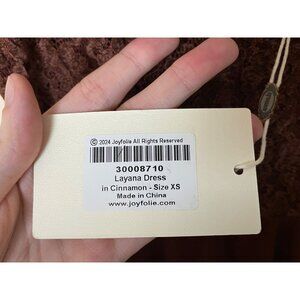 © 2024 Joyfolie All Rights Reserved
30008710
Layana Dress
in Cinnamon - Size XS
Made in China
www.joyfolie.com